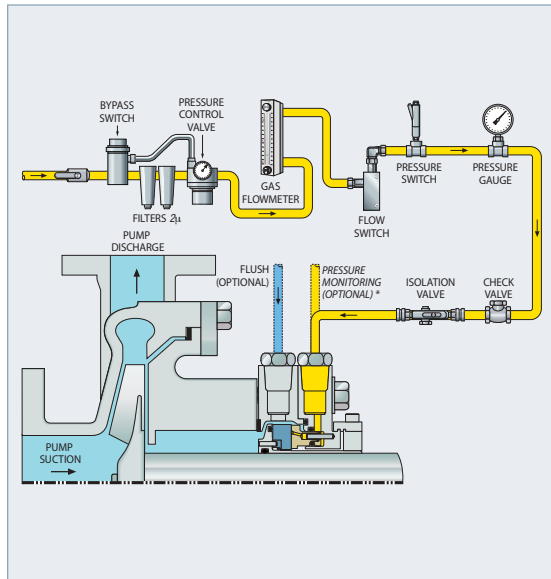 BYPASS
SWITCH
PRESSURE
CONTROL
VALVE
FILTERS 2μ
GAS
FLOWMETER
FLOW
SWITCH
PRESSURE
SWITCH
PRESSURE
GAUGE
PUMP
DISCHARGE
FLUSH
(OPTIONAL)
PRESSURE
MONITORING
(OPTIONAL) *
ISOLATION
VALVE
CHECK
VALVE
PUMP
SUCTION